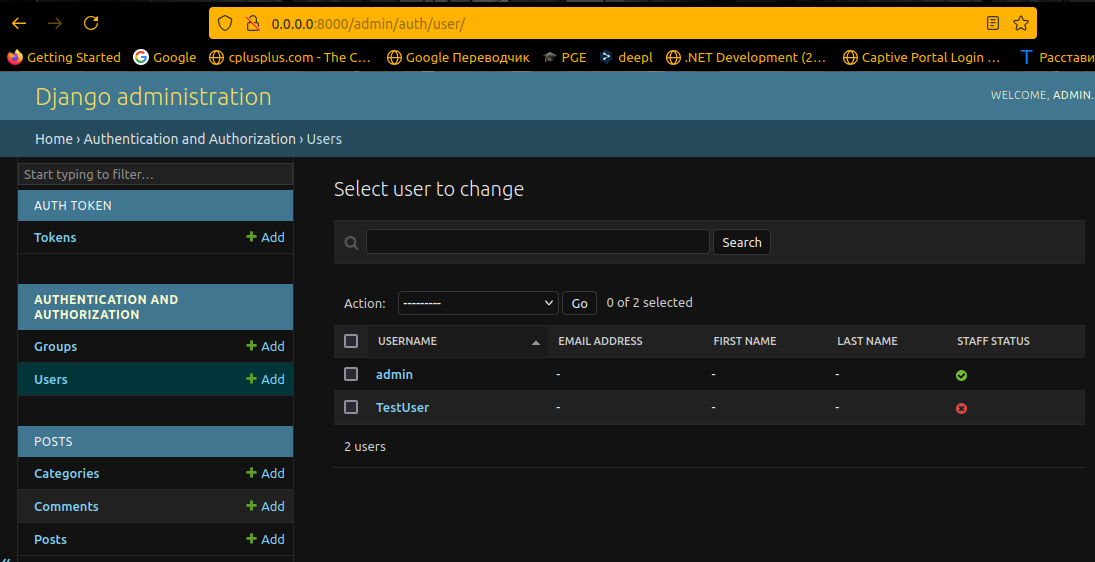 0.0.0.0:8000/admin/auth/user/
Getting Started Google cplusplus.com - The C... Google Переводчик PGE deepl .NET Development (2... Captive Portal Login ... Расстави
Django administration
WELCOME, ADMIN.
Home › Authentication and Authorization › Users
Start typing to filter...
AUTH TOKEN
Tokens + Add
AUTHENTICATION AND
AUTHORIZATION
Groups + Add
Users + Add
POSTS
Categories + Add
Comments + Add
Posts + Add
«
Select user to change
Search
Action: --------- Go 0 of 2 selected
USERNAME EMAIL ADDRESS FIRST NAME LAST NAME STAFF STATUS
admin - - -
TestUser - - -
2 users